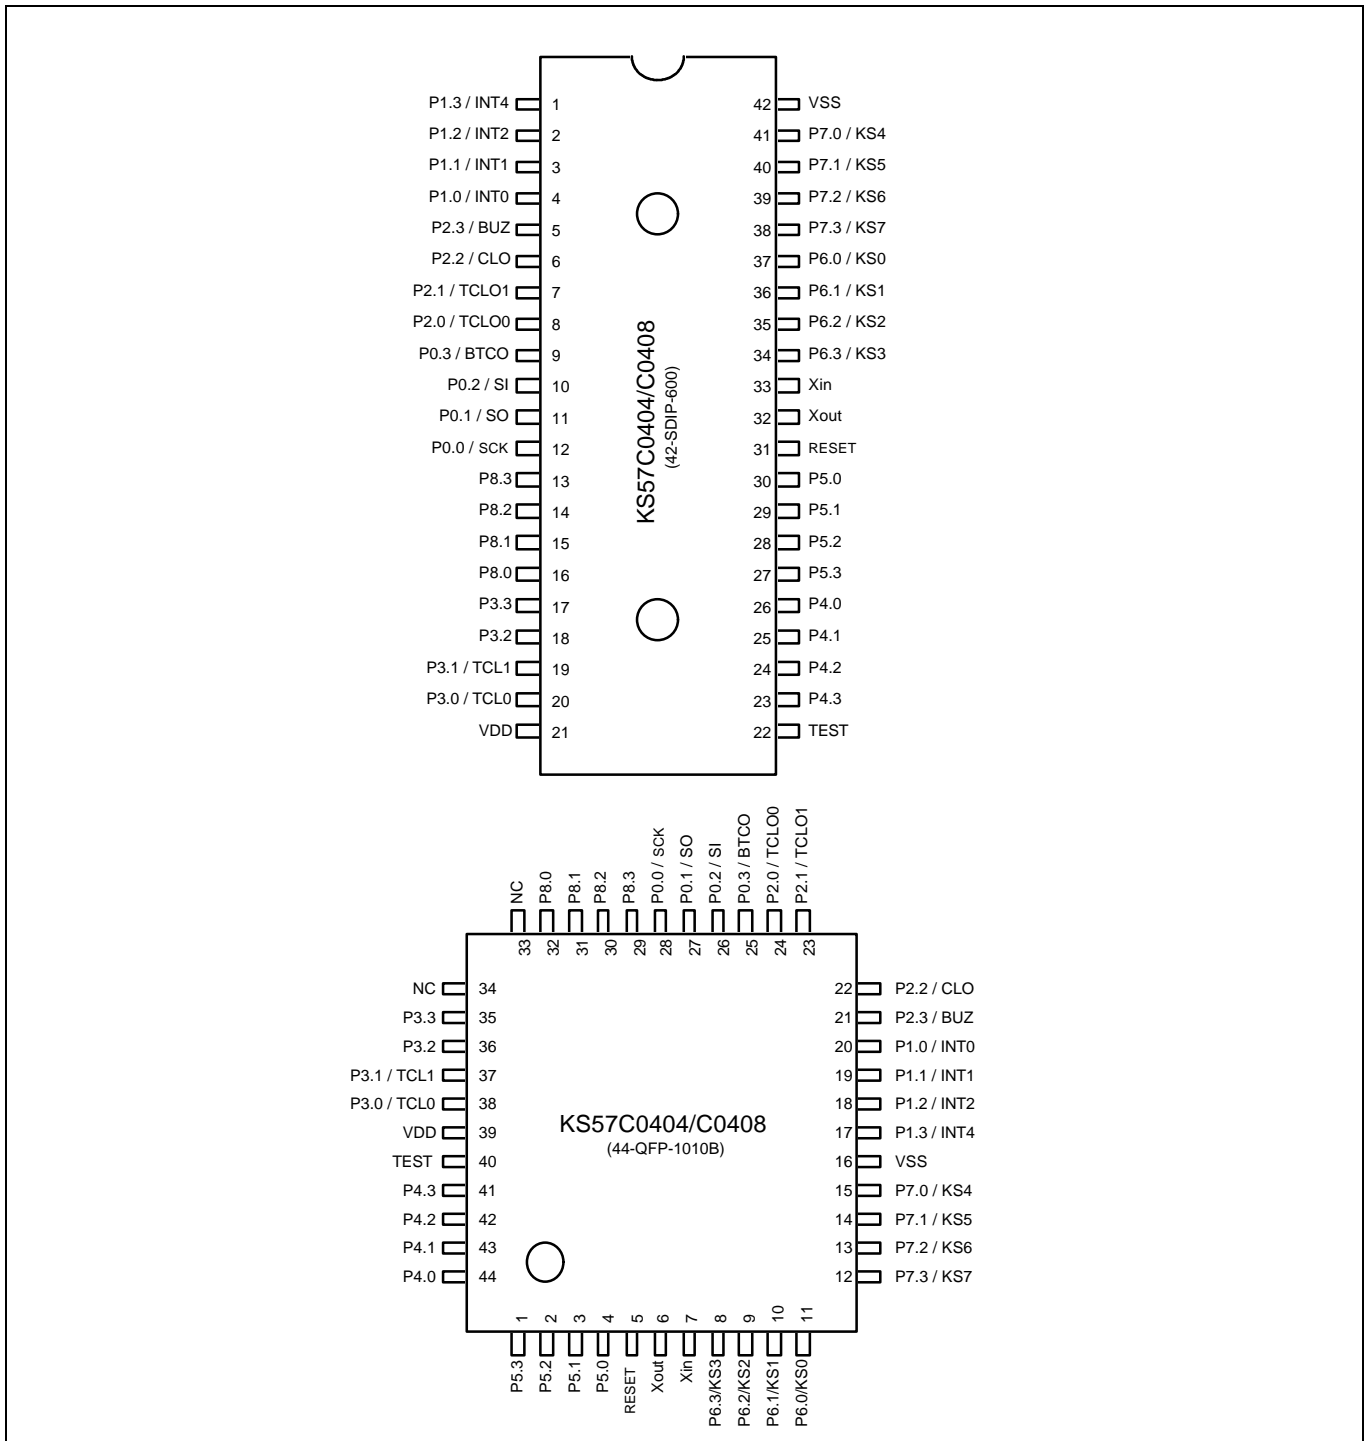 P1.3 / INT4 1 42 VSS
P1.2 / INT2 2 41 P7.0 / KS4
P1.1 / INT1 3 40 P7.1 / KS5
P1.0 / INT0 4 39 P7.2 / KS6
P2.3 / BUZ 5 38 P7.3 / KS7
P2.2 / CLO 6 37 P6.0 / KS0
P2.1 / TCLO1 7 36 P6.1 / KS1
P2.0 / TCLO0 8 35 P6.2 / KS2
P0.3 / BTCO 9 34 P6.3 / KS3
P0.2 / SI 10 33 Xin
P0.1 / SO 11 32 Xout
P0.0 / SCK 12 31 RESET
P8.3 13 30 P5.0
P8.2 14 29 P5.1
P8.1 15 28 P5.2
P8.0 16 27 P5.3
P3.3 17 26 P4.0
P3.2 18 25 P4.1
P3.1 / TCL1 19 24 P4.2
P3.0 / TCL0 20 23 P4.3
VDD 21 22 TEST
KS57C0404/C0408
(42-SDIP-600)
NC P8.0 P8.1 P8.2 P8.3 P0.0 / SCK P0.1 / SO P0.2 / SI P0.3 / BTCO P2.0 / TCLO0 P2.1 / TCLO1
33 32 31 30 29 28 27 26 25 24 23
NC 34 22 P2.2 / CLO
P3.3 35 21 P2.3 / BUZ
P3.2 36 20 P1.0 / INT0
P3.1 / TCL1 37 19 P1.1 / INT1
P3.0 / TCL0 38 18 P1.2 / INT2
VDD 39 17 P1.3 / INT4
TEST 40 16 VSS
P4.3 41 15 P7.0 / KS4
P4.2 42 14 P7.1 / KS5
P4.1 43 13 P7.2 / KS6
P4.0 44 12 P7.3 / KS7
KS57C0404/C0408
(44-QFP-1010B)
1 2 3 4 5 6 7 8 9 10 11
P5.3 P5.2 P5.1 P5.0 RESET Xout Xin P6.3/KS3 P6.2/KS2 P6.1/KS1 P6.0/KS0